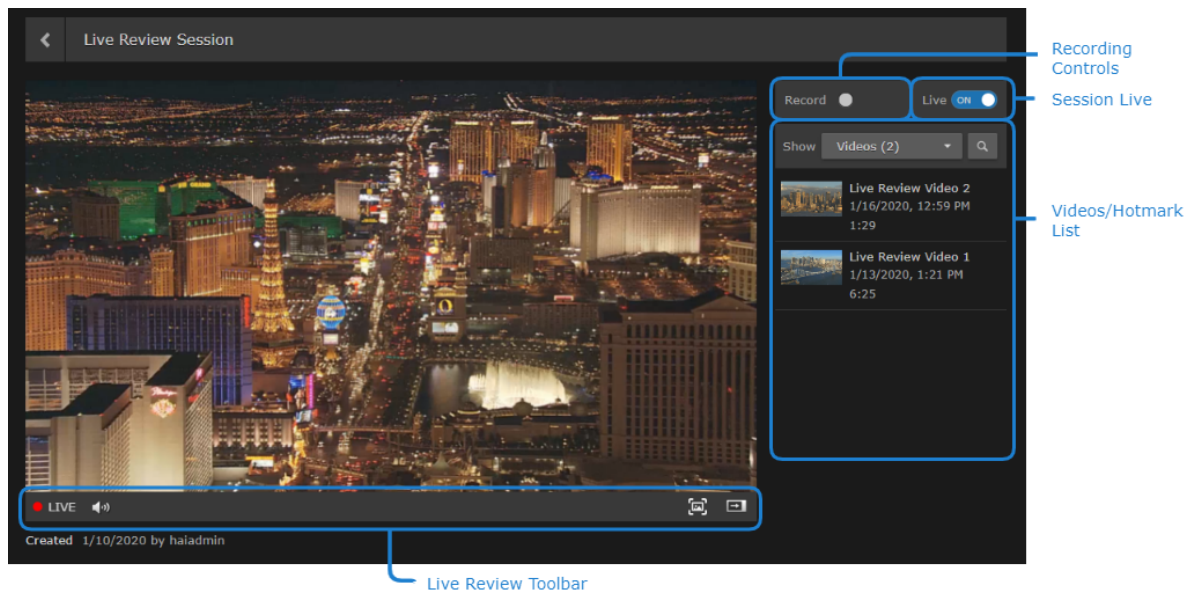 Live Review Session
Recording
Controls
Record
Live ON
Session Live
Show Videos (2)
Live Review Video 2
1/16/2020, 12:59 PM
1:29
Videos/Hotmark
List
Live Review Video 1
1/13/2020, 1:21 PM
6:25
LIVE
Created 1/10/2020 by haiadmin
Live Review Toolbar